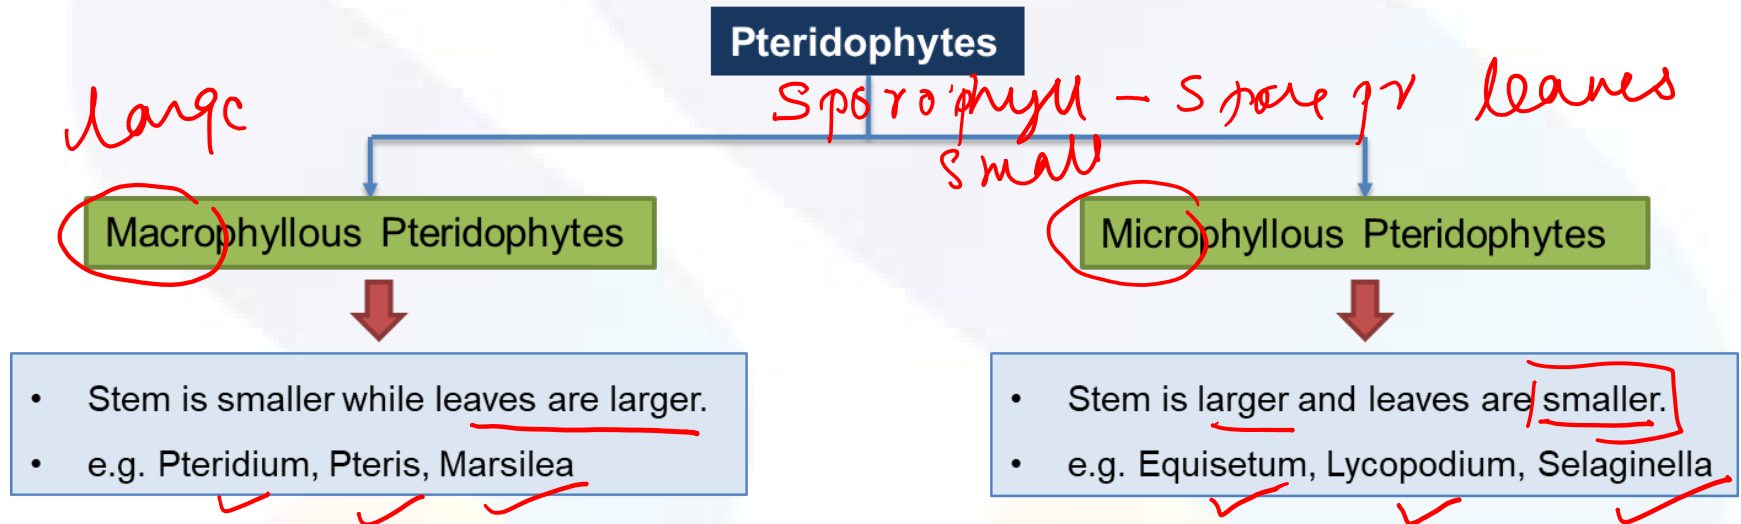 Pteridophytes
large
Sporophyll - Spore leaves
small
Macrophyllous Pteridophytes
Microphyllous Pteridophytes
• Stem is smaller while leaves are larger.
• e.g. Pteridium, Pteris, Marsilea
• Stem is larger and leaves are smaller.
• e.g. Equisetum, Lycopodium, Selaginella